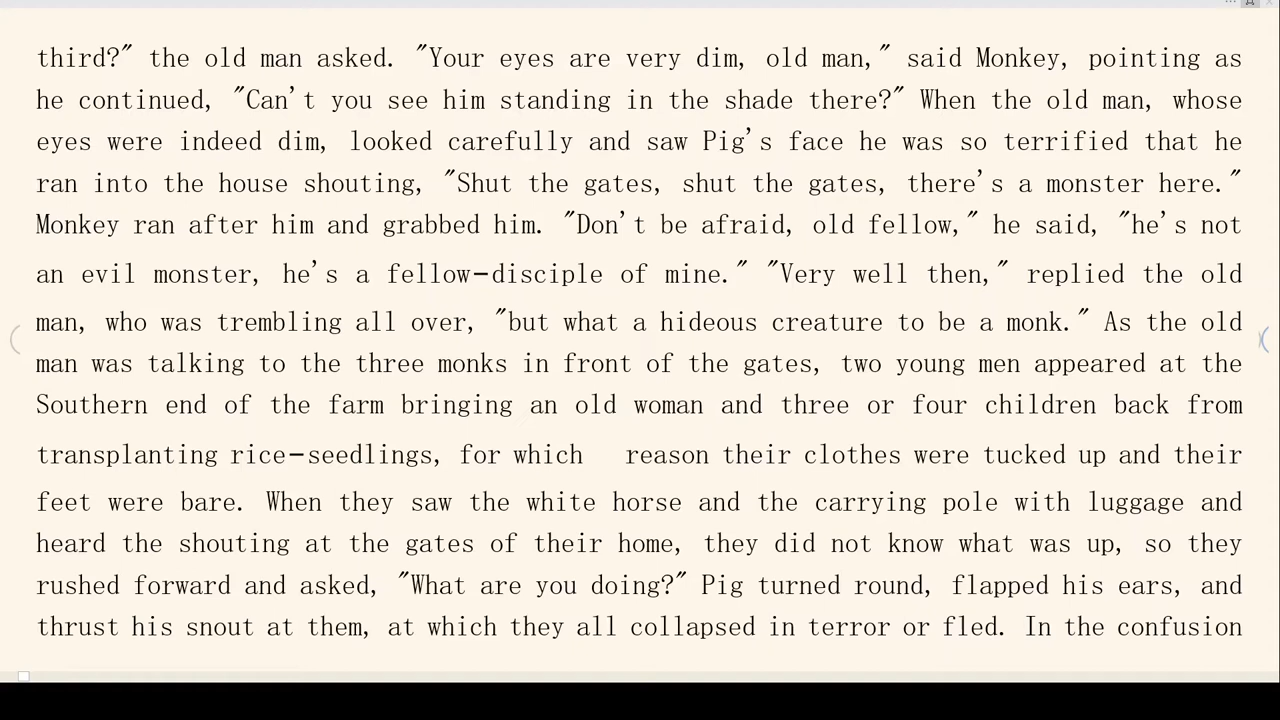 third?" the old man asked. "Your eyes are very dim, old man," said Monkey, pointing as
he continued, "Can't you see him standing in the shade there?" When the old man, whose
eyes were indeed dim, looked carefully and saw Pig's face he was so terrified that he
ran into the house shouting, "Shut the gates, shut the gates, there's a monster here."
Monkey ran after him and grabbed him. "Don't be afraid, old fellow," he said, "he's not
an evil monster, he's a fellow-disciple of mine." "Very well then," replied the old
man, who was trembling all over, "but what a hideous creature to be a monk." As the old
man was talking to the three monks in front of the gates, two young men appeared at the
Southern end of the farm bringing an old woman and three or four children back from
transplanting rice-seedlings, for which reason their clothes were tucked up and their
feet were bare. When they saw the white horse and the carrying pole with luggage and
heard the shouting at the gates of their home, they did not know what was up, so they
rushed forward and asked, "What are you doing?" Pig turned round, flapped his ears, and
thrust his snout at them, at which they all collapsed in terror or fled. In the confusion